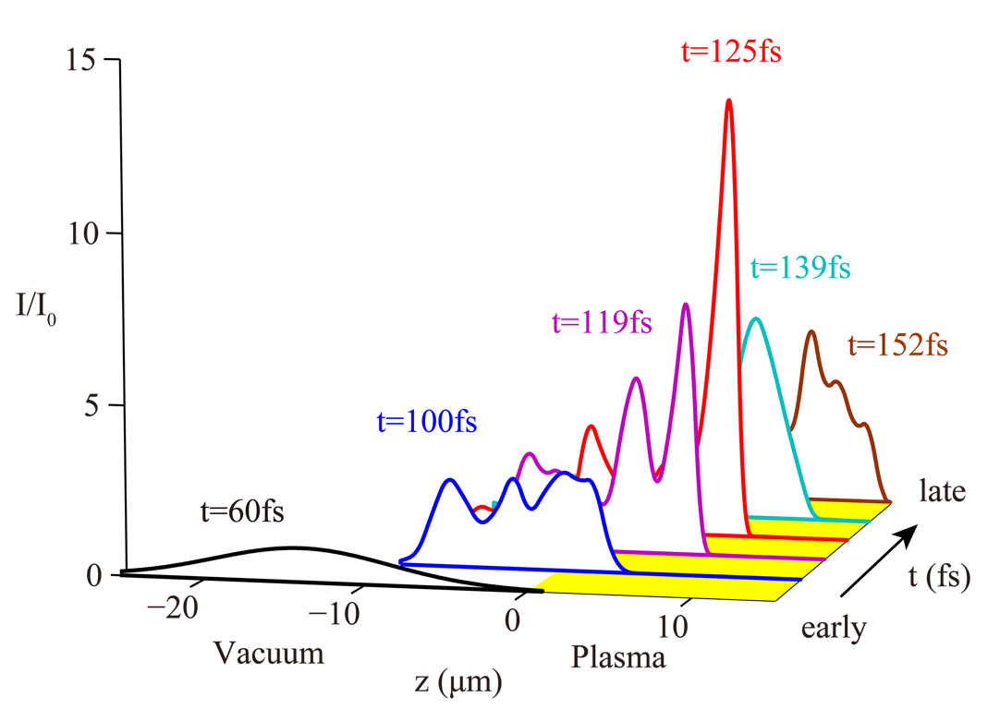 15
t=125fs
10
t=139fs
I/I0
t=119fs
t=152fs
5
t=100fs
late
t=60fs
0
t (fs)
−20
−10
0
10
early
Vacuum
Plasma
z (μm)